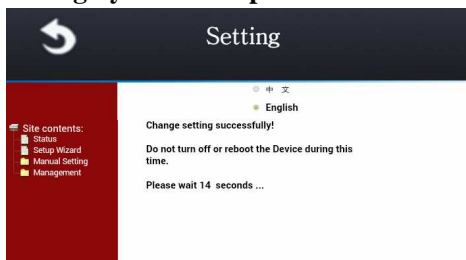 Setting
中 文
English
Site contents:
Status
Setup Wizard
Manual Setting
Management
Change setting successfully!
Do not turn off or reboot the Device during this
time.
Please wait 14 seconds ...